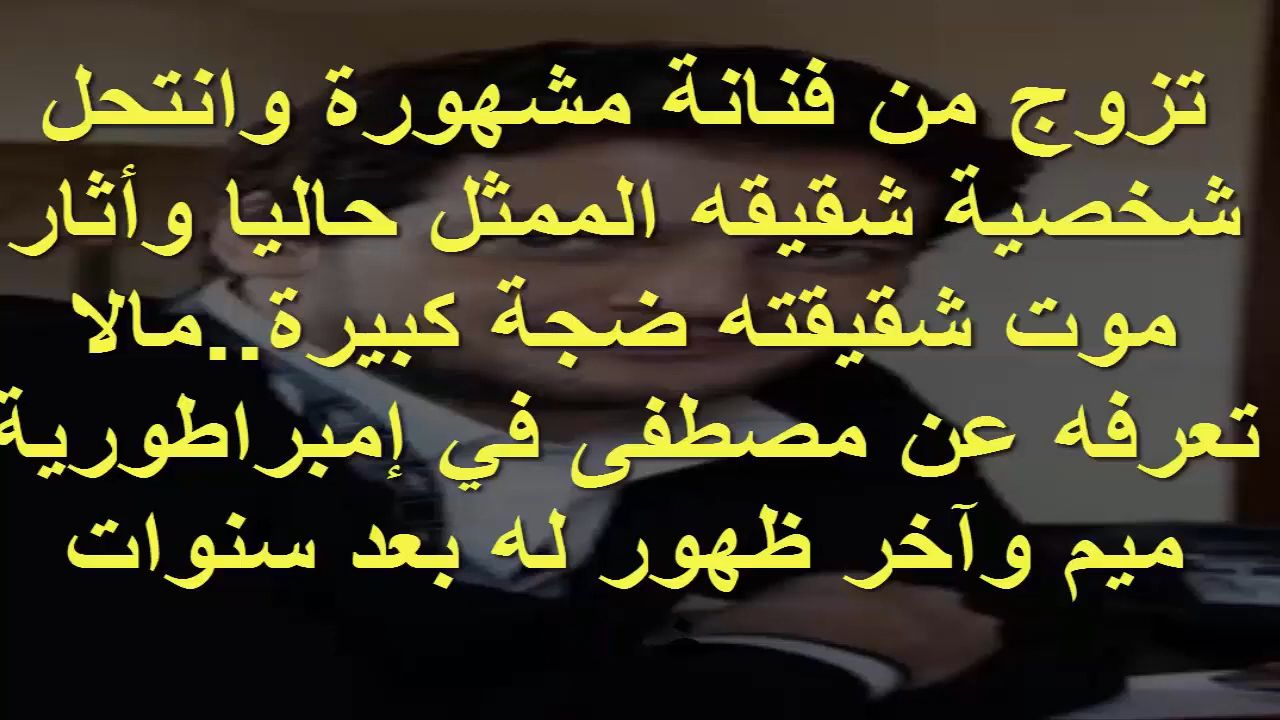 تزوج من فنانة مشهورة وانتحل
شخصية شقيقه الممثل حاليا وأثار
موت شقيقته ضجة كبيرة..مالا
تعرفه عن مصطفى في إمبراطورية
ميم وآخر ظهور له بعد سنوات